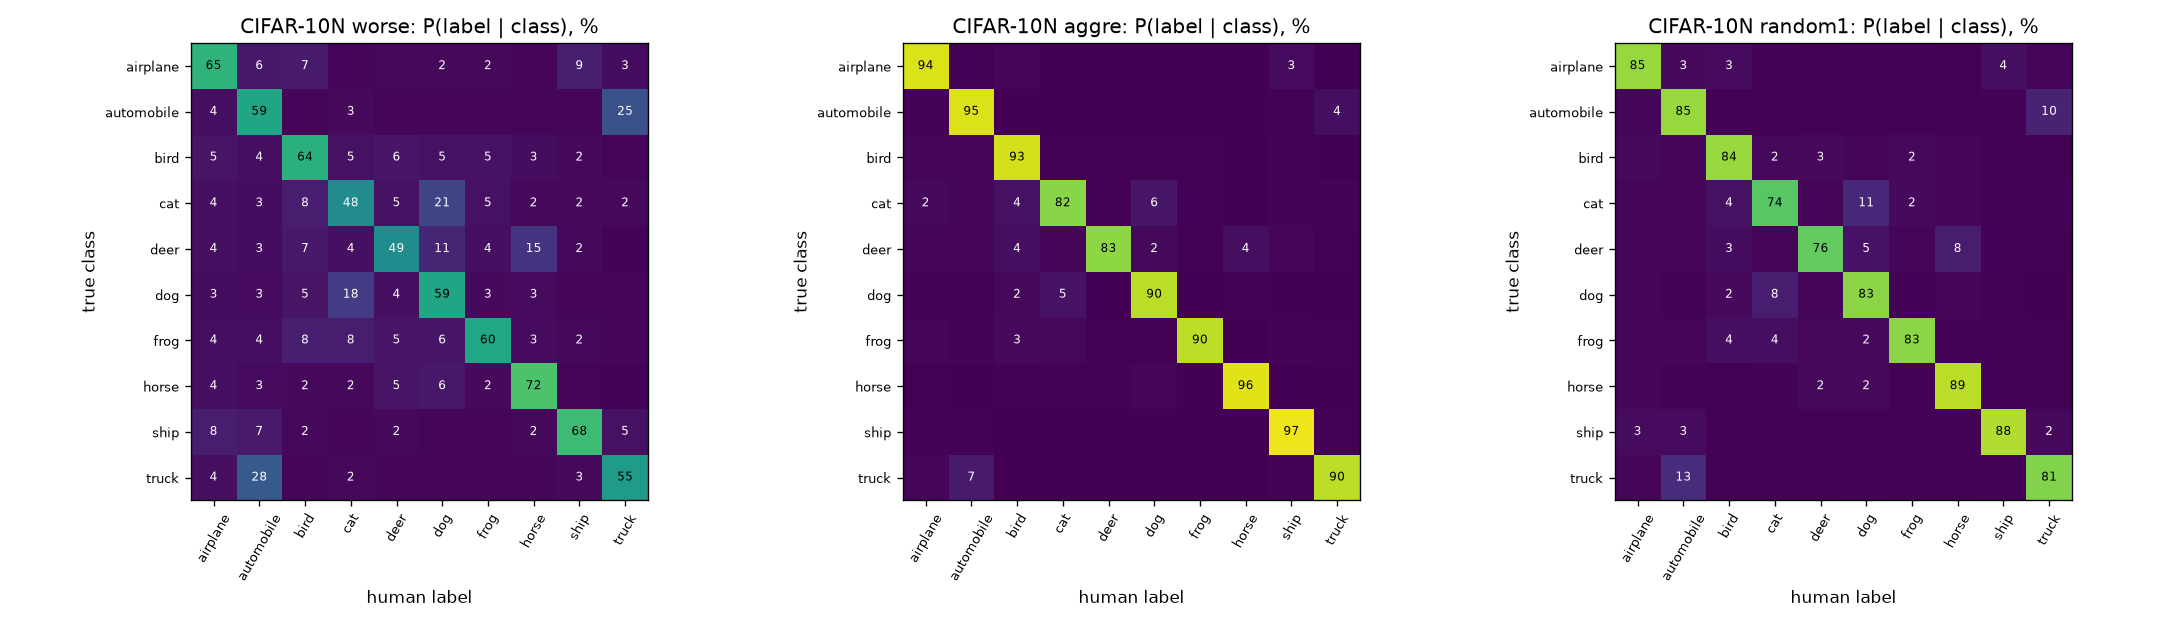 CIFAR-10N worse: P(label | class), %
true class
airplane 65 6 7 2 2 9 3
automobile 4 59 3 25
bird 5 4 64 5 6 5 5 3 2
cat 4 3 8 48 5 21 5 2 2 2
deer 4 3 7 4 49 11 4 15 2
dog 3 3 5 18 4 59 3 3
frog 4 4 8 8 5 6 60 3 2
horse 4 3 2 2 5 6 2 72
ship 8 7 2 2 2 68 5
truck 4 28 2 3 55
airplane automobile bird cat deer dog frog horse ship truck
human label
CIFAR-10N aggre: P(label | class), %
true class
airplane 94 3
automobile 95 4
bird 93
cat 2 4 82 6
deer 4 83 2 4
dog 2 5 90
frog 3 90
horse 96
ship 97
truck 7 90
airplane automobile bird cat deer dog frog horse ship truck
human label
CIFAR-10N random1: P(label | class), %
true class
airplane 85 3 3 4
automobile 85 10
bird 84 2 3 2
cat 4 74 11 2
deer 3 76 5 8
dog 2 8 83
frog 4 4 2 83
horse 2 2 89
ship 3 3 88 2
truck 13 81
airplane automobile bird cat deer dog frog horse ship truck
human label